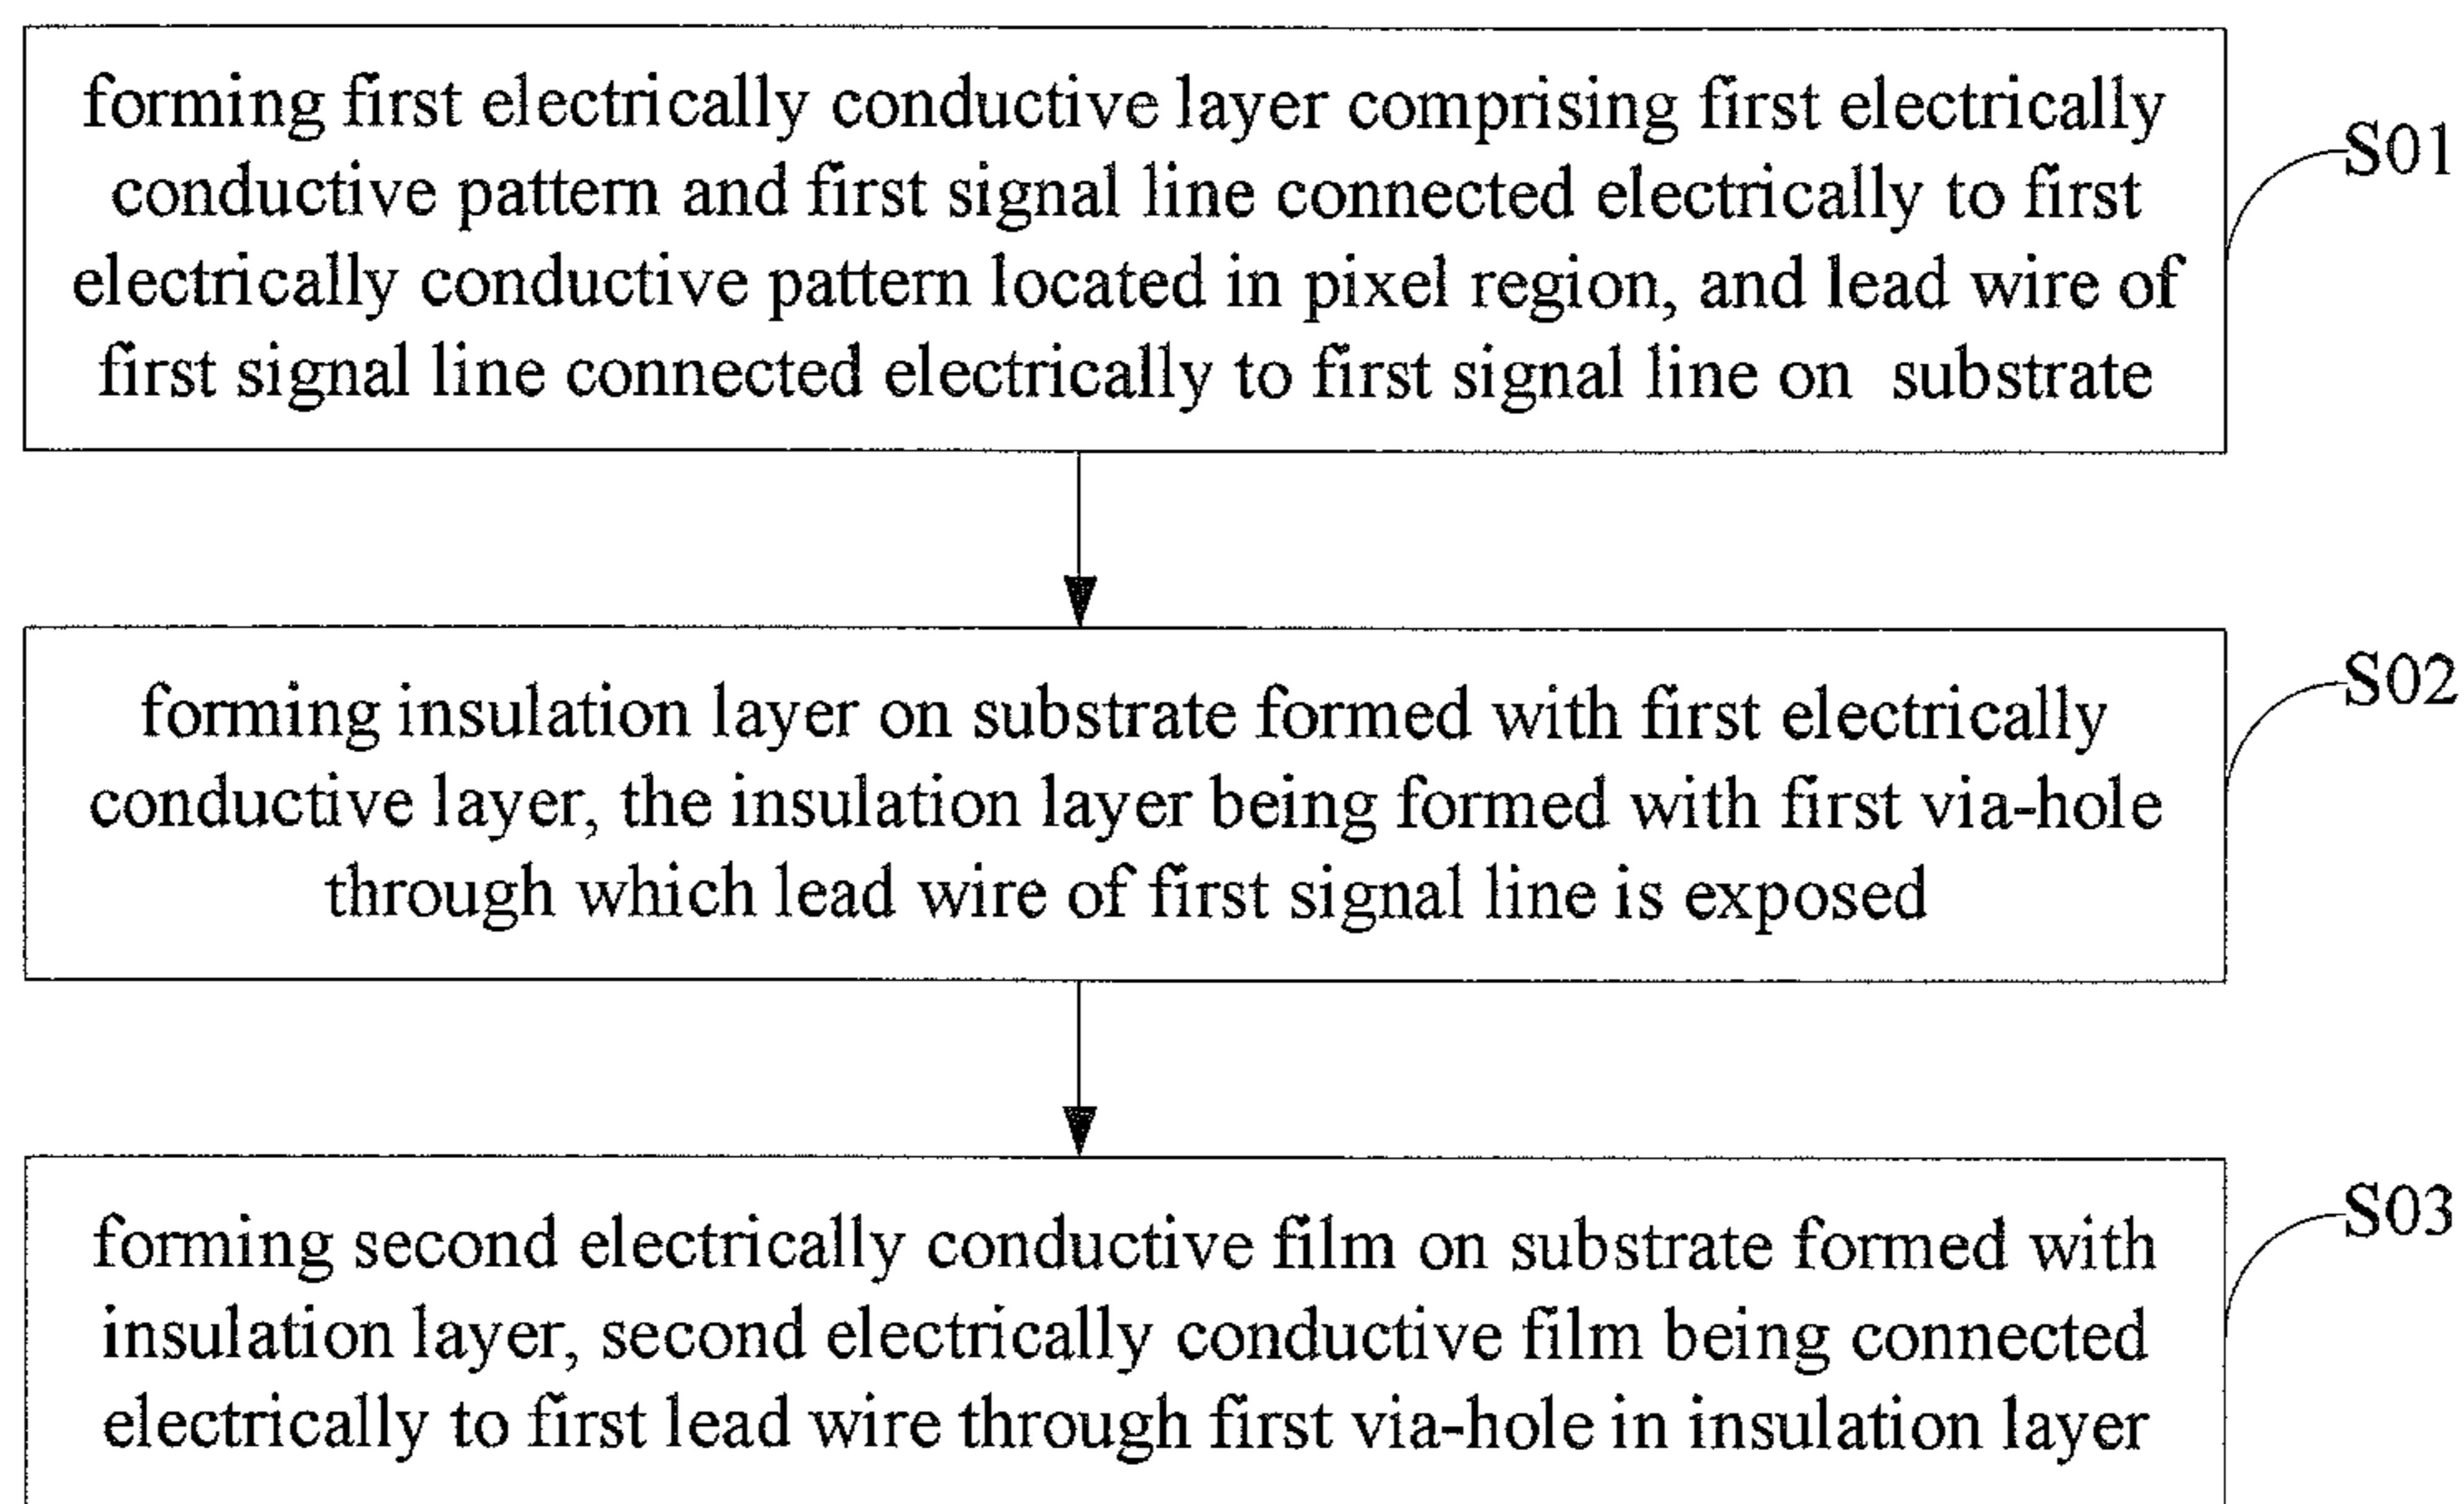 forming first electrically conductive layer comprising first electrically
conductive pattern and first signal line connected electrically to first
electrically conductive pattern located in pixel region, and lead wire of
first signal line connected electrically to first signal line on substrate
S01
forming insulation layer on substrate formed with first electrically
conductive layer, the insulation layer being formed with first via-hole
through which lead wire of first signal line is exposed
S02
forming second electrically conductive film on substrate formed with
insulation layer, second electrically conductive film being connected
electrically to first lead wire through first via-hole in insulation layer
S03